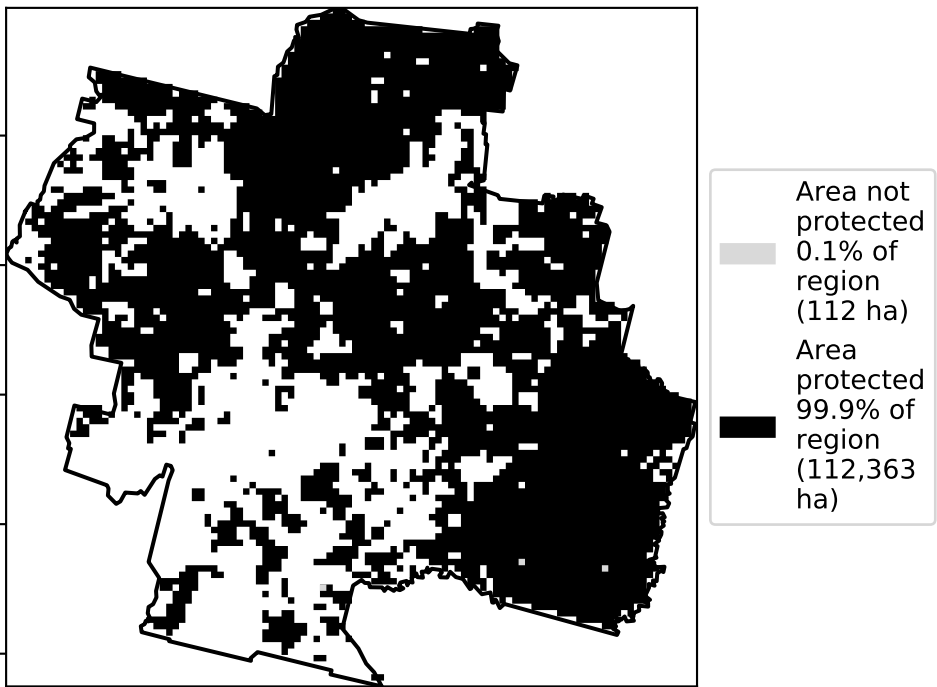 Area not
protected
0.1% of
region
(112 ha)
Area
protected
99.9% of
region
(112,363
ha)